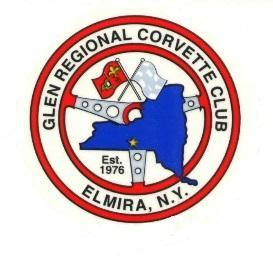 GLEN REGIONAL CORVETTE CLUB
Est.
1976
ELMIRA, N.Y.